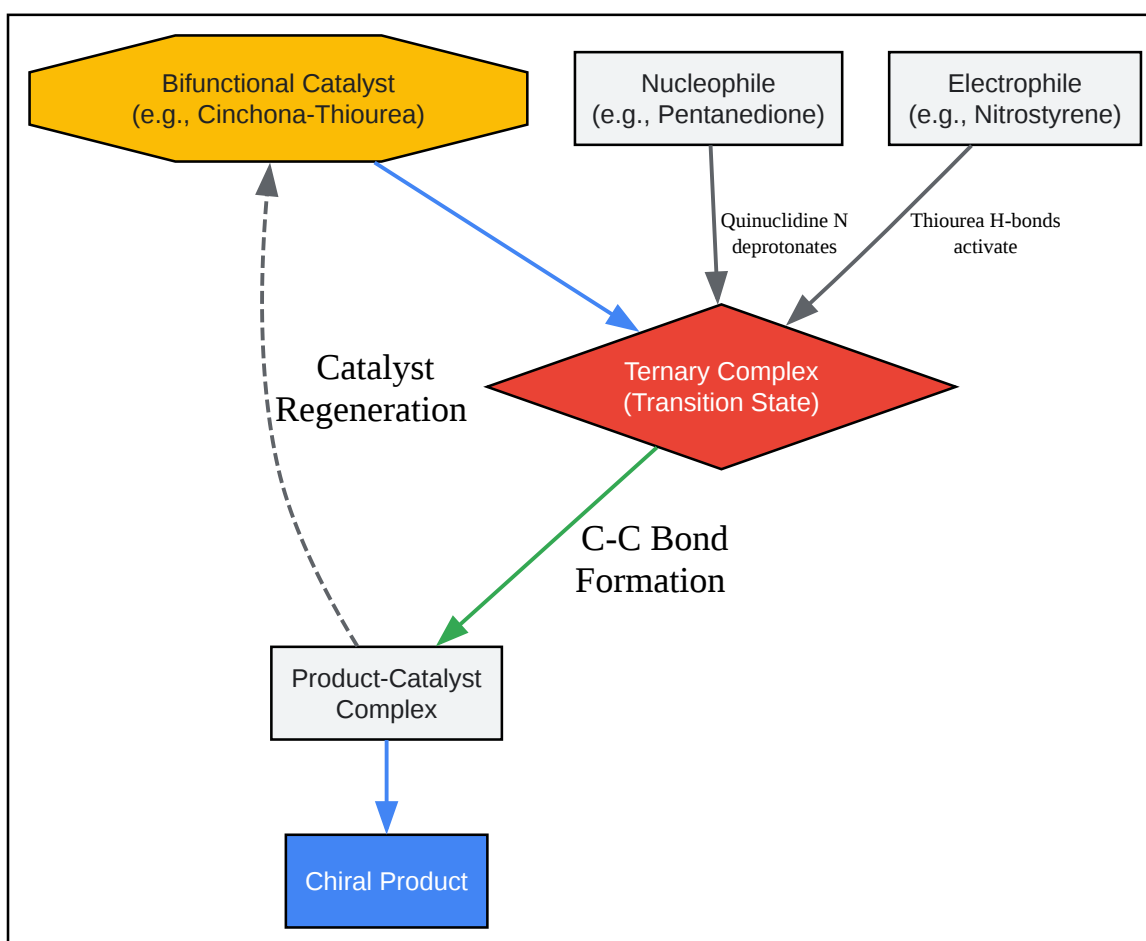 Bifunctional Catalyst
(e.g., Cinchona-Thiourea)
Nucleophile
(e.g., Pentanedione)
Electrophile
(e.g., Nitrostyrene)
Quinuclidine N
deprotonates
Thiourea H-bonds
activate
Catalyst
Regeneration
Ternary Complex
(Transition State)
C-C Bond
Formation
Product-Catalyst
Complex
Chiral Product